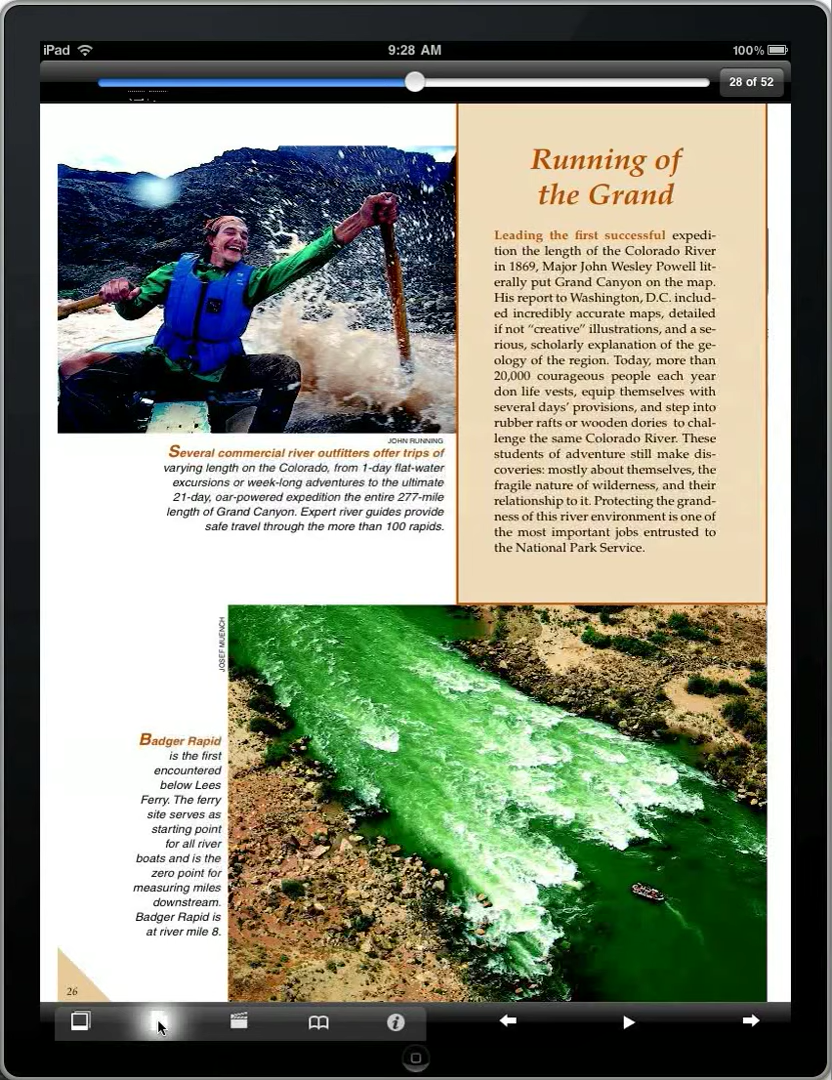 iPad 9:28 AM 100%
28 of 52
Running of
the Grand
Leading the first successful expedi-
tion the length of the Colorado River
in 1869, Major John Wesley Powell lit-
erally put Grand Canyon on the map.
His report to Washington, D.C. includ-
ed incredibly accurate maps, detailed
if not “creative” illustrations, and a se-
rious, scholarly explanation of the ge-
ology of the region. Today, more than
20,000 courageous people each year
don life vests, equip themselves with
several days’ provisions, and step into
rubber rafts or wooden dories to chal-
lenge the same Colorado River. These
students of adventure still make dis-
coveries: mostly about themselves, the
fragile nature of wilderness, and their
relationship to it. Protecting the grand-
ness of this river environment is one of
the most important jobs entrusted to
the National Park Service.
JOHN RUNNING
Several commercial river outfitters offer trips of
varying length on the Colorado, from 1-day flat-water
excursions or week-long adventures to the ultimate
21-day, oar-powered expedition the entire 277-mile
length of Grand Canyon. Expert river guides provide
safe travel through the more than 100 rapids.
JOSEF MUENCH
Badger Rapid
is the first
encountered
below Lees
Ferry. The ferry
site serves as
starting point
for all river
boats and is the
zero point for
measuring miles
downstream.
Badger Rapid is
at river mile 8.
26